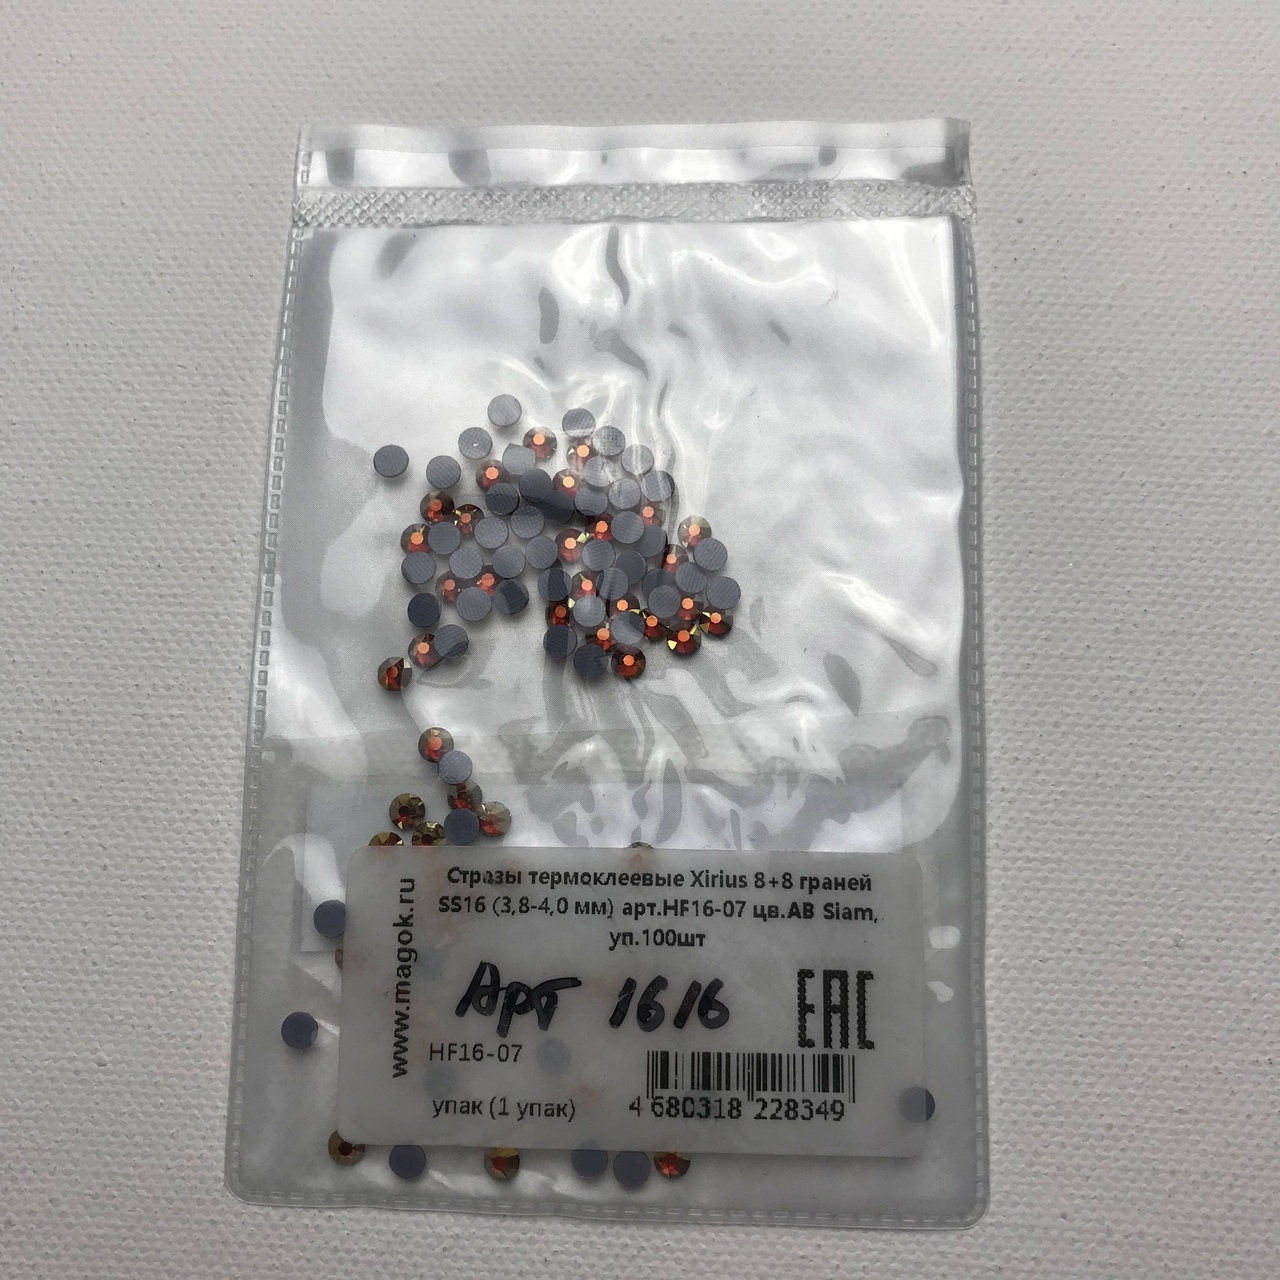 Стразы термоклеевые Xirius 8+8 граней
SS16 (3,8-4,0 мм) арт.HF16-07 цв.AB Siam,
уп.100шт
www.magok.ru
Арт 1616
EAC
HF16-07
упак (1 упак)
4 680318 228349